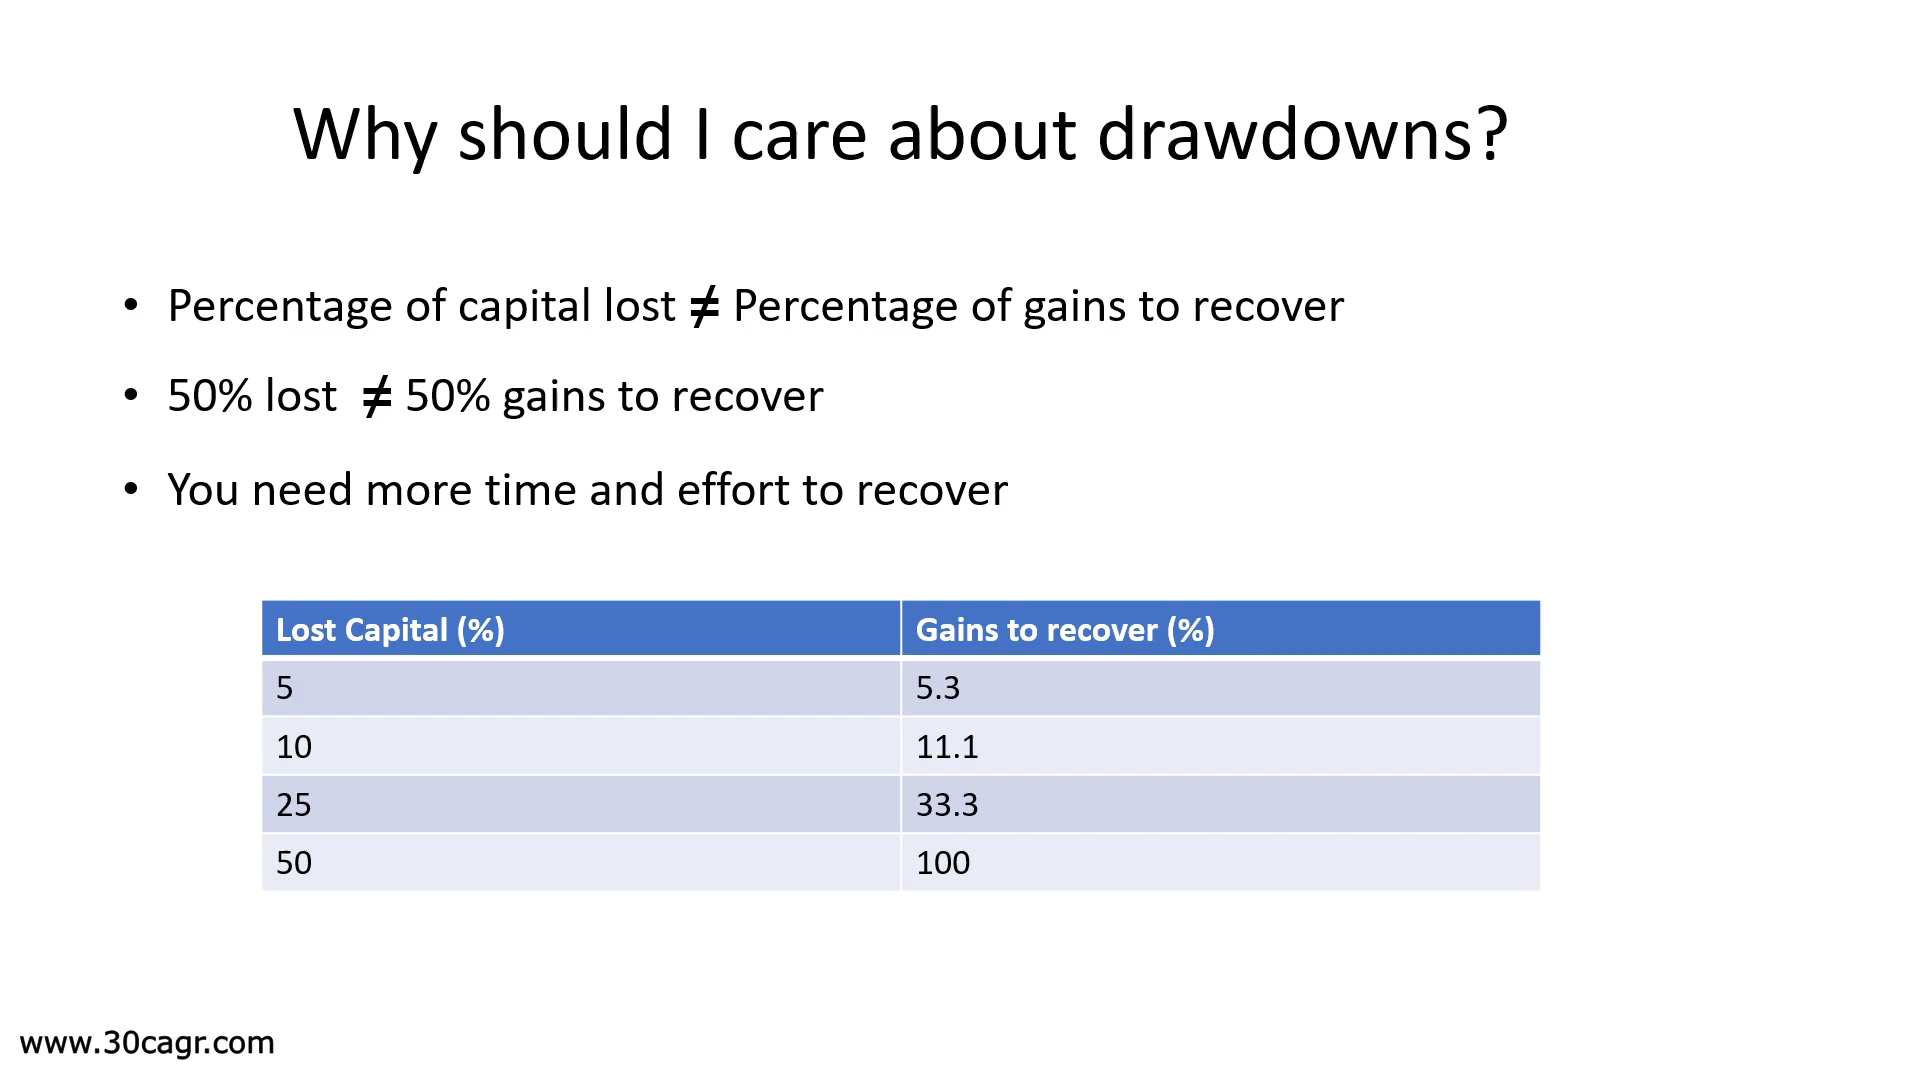 Why should I care about drawdowns?
• Percentage of capital lost ≠ Percentage of gains to recover
• 50% lost ≠ 50% gains to recover
• You need more time and effort to recover
Lost Capital (%) Gains to recover (%)
5 5.3
10 11.1
25 33.3
50 100
www.30cagr.com